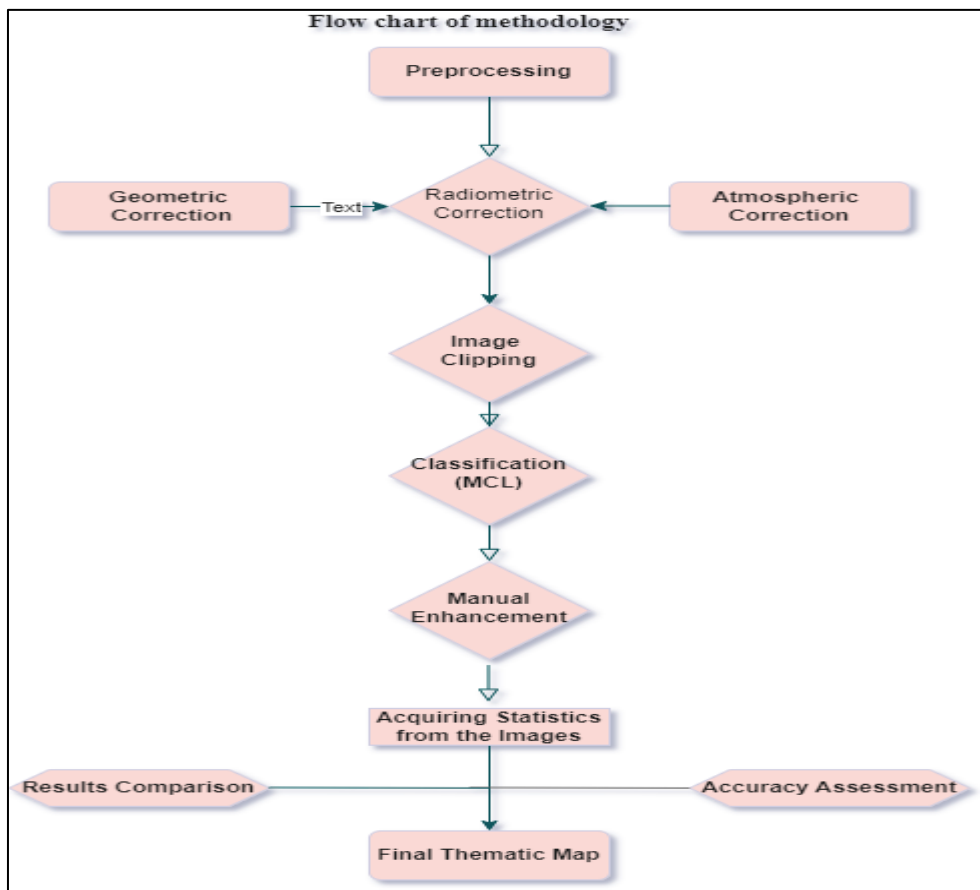 Flow chart of methodology
Preprocessing
Geometric
Correction
Text
Radiometric
Correction
Atmospheric
Correction
Image
Clipping
Classification
(MCL)
Manual
Enhancement
Acquiring Statistics
from the Images
Results Comparison
Accuracy Assessment
Final Thematic Map